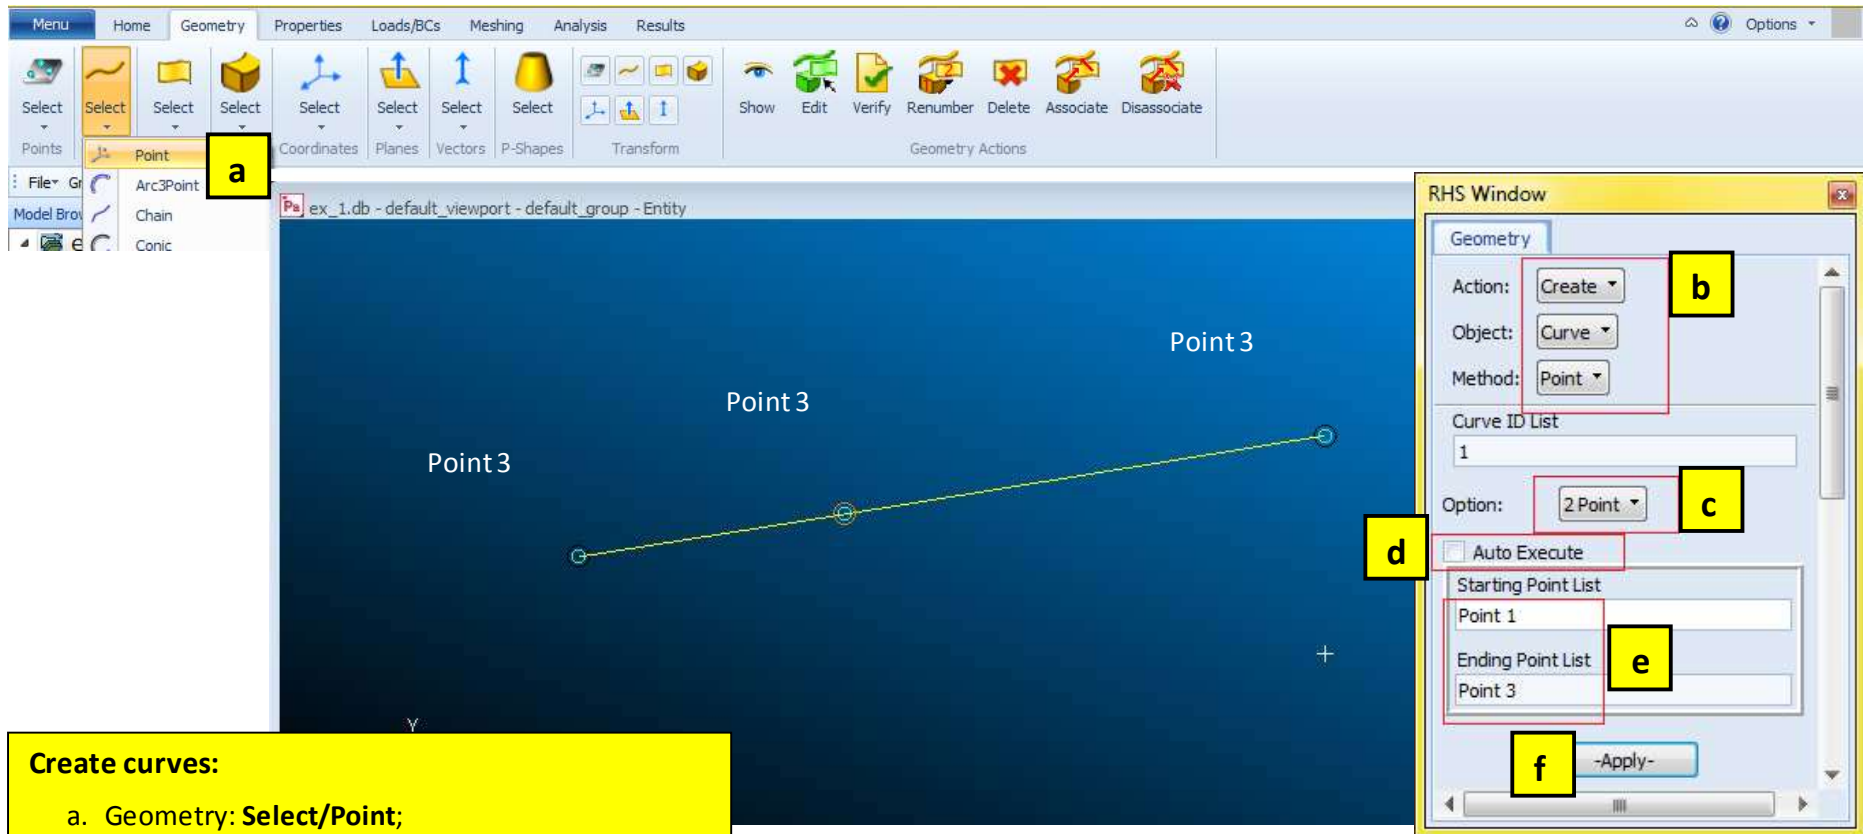 Menu Home Geometry Properties Loads/BCs Meshing Analysis Results Options
Select Select Select Select Select Select Select Select Show Edit Verify Renumber Delete Associate Disassociate
Points Coordinates Planes Vectors P-Shapes Transform Geometry Actions
Point
a
File Gr Arc3Point
Model Brow Chain
e Conic
ex_1.db - default_viewport - default_group - Entity
Point 3
Point 3
Point 3
Y
RHS Window
Geometry
Action: Create
b
Object: Curve
Method: Point
Curve ID List
1
Option: 2 Point
c
d
Auto Execute
Starting Point List
Point 1
e
Ending Point List
Point 3
f
-Apply-
Create curves:
a. Geometry: Select/Point;